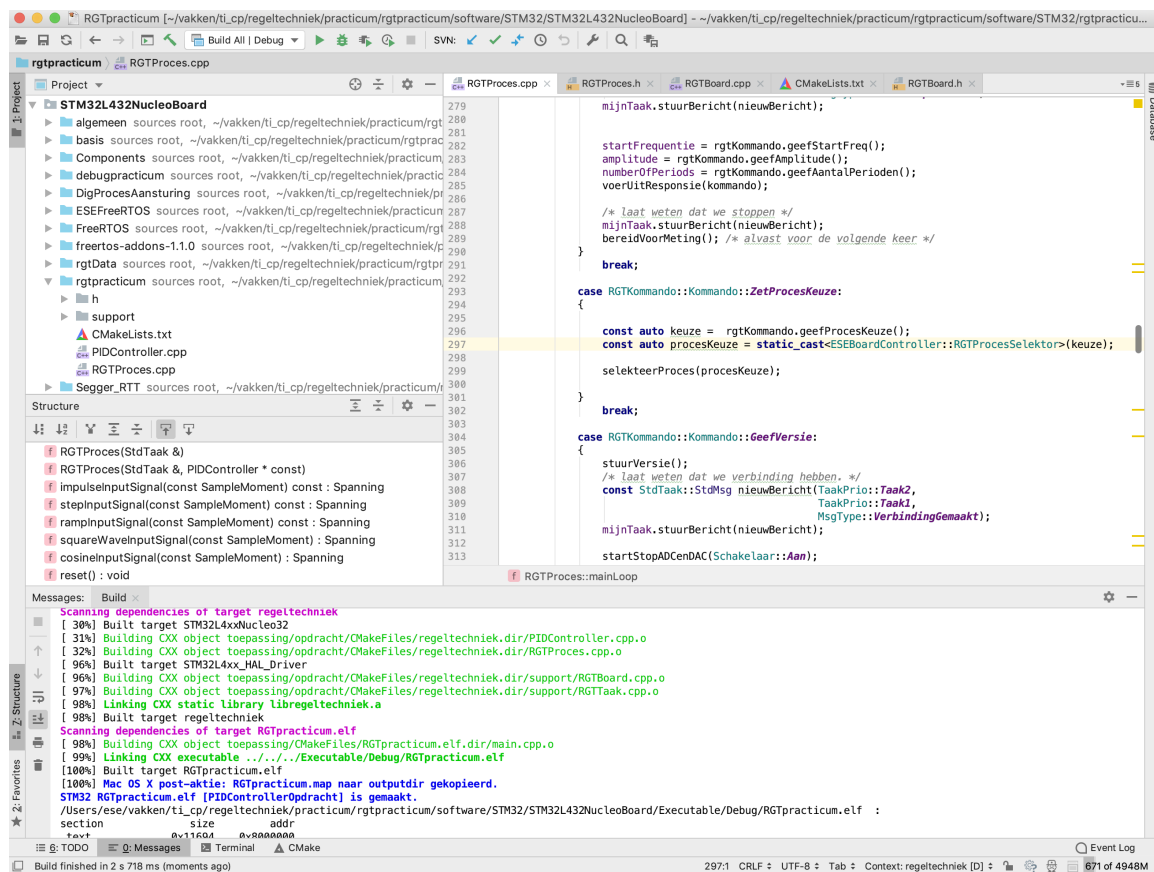 RGTpracticum [~/vakken/ti_cp/regeltechniek/practicum/rgtpracticum/software/STM32/STM32L432NucleoBoard] - ~/vakken/ti_cp/regeltechniek/practicum/rgtpracticum/software/STM32/rgtpracticu...
Build All | Debug
SVN:
rgtpracticum
RGTProces.cpp
1: Project
Project
STM32L432NucleoBoard
algemeen sources root, ~/vakken/ti_cp/regeltechniek/practicum/rgt
basis sources root, ~/vakken/ti_cp/regeltechniek/practicum/rgtprac
Components sources root, ~/vakken/ti_cp/regeltechniek/practicum,
debugpracticum sources root, ~/vakken/ti_cp/regeltechniek/practic
DigProcesAansturing sources root, ~/vakken/ti_cp/regeltechniek/pr
ESEFreeRTOS sources root, ~/vakken/ti_cp/regeltechniek/practicum
FreeRTOS sources root, ~/vakken/ti_cp/regeltechniek/practicum/rgt
freertos-addons-1.1.0 sources root, ~/vakken/ti_cp/regeltechniek/p
rgtData sources root, ~/vakken/ti_cp/regeltechniek/practicum/rgtpr
rgtpracticum sources root, ~/vakken/ti_cp/regeltechniek/practicum/
h
support
CMakeLists.txt
PIDController.cpp
RGTProces.cpp
Segger_RTT sources root, ~/vakken/ti_cp/regeltechniek/practicum/r
Structure
RGTProces(StdTaak &)
RGTProces(StdTaak &, PIDController * const)
impulseInputSignal(const SampleMoment) const : Spanning
stepInputSignal(const SampleMoment) const : Spanning
rampInputSignal(const SampleMoment) const : Spanning
squareWaveInputSignal(const SampleMoment) : Spanning
cosineInputSignal(const SampleMoment) : Spanning
reset() : void
RGTProces.cpp
RGTProces.h
RGTBoard.cpp
CMakeLists.txt
RGTBoard.h
5
Database
279 mijnTaak.stuurBericht(nieuwBericht);
280
281
282 startFrequentie = rgtKommando.geefStartFreq();
283 amplitude = rgtKommando.geefAmplitude();
284 numberOfPeriods = rgtKommando.geefAantalPerioden();
285 voerUitResponsie(kommando);
286
287 /* laat weten dat we stoppen */
288 mijnTaak.stuurBericht(nieuwBericht);
289 bereidVoorMeting(); /* alvast voor de volgende keer */
290 }
291 break;
292
293 case RGTKommando::Kommando::ZetProcesKeuze:
294 {
295
296 const auto keuze =  rgtKommando.geefProcesKeuze();
297 const auto procesKeuze = static_cast<ESEBoardController::RGTProcesSelektor>(keuze);
298
299 selekteerProces(procesKeuze);
300
301 }
302 break;
303
304 case RGTKommando::Kommando::GeefVersie:
305 {
306 stuurVersie();
307 /* laat weten dat we verbinding hebben. */
308 const StdTaak::StdMsg nieuwBericht(TaakPrio::Taak2,
309 TaakPrio::Taak1,
310 MsgType::VerbindingGemaakt);
311 mijnTaak.stuurBericht(nieuwBericht);
312
313 startStopADCenDAC(Schakelaar::Aan);
RGTProces::mainLoop
Messages: Build
Scanning dependencies of target regeltechniek
[ 30%] Built target STM32L4xxNucleo32
[ 31%] Building CXX object toepassing/opdracht/CMakeFiles/regeltechniek.dir/PIDController.cpp.o
[ 32%] Building CXX object toepassing/opdracht/CMakeFiles/regeltechniek.dir/RGTProces.cpp.o
[ 96%] Built target STM32L4xx_HAL_Driver
[ 96%] Building CXX object toepassing/opdracht/CMakeFiles/regeltechniek.dir/support/RGTBoard.cpp.o
[ 97%] Building CXX object toepassing/opdracht/CMakeFiles/regeltechniek.dir/support/RGTTaak.cpp.o
[ 98%] Linking CXX static library libregeltechniek.a
[ 98%] Built target regeltechniek
Scanning dependencies of target RGTpracticum.elf
[ 98%] Building CXX object toepassing/CMakeFiles/RGTpracticum.elf.dir/main.cpp.o
[ 99%] Linking CXX executable ../../../Executable/Debug/RGTpracticum.elf
[100%] Built target RGTpracticum.elf
[100%] Mac OS X post-aktie: RGTpracticum.map naar outputdir gekopieerd.
STM32 RGTpracticum.elf [PIDControllerOpdracht] is gemaakt.
/Users/ese/vakken/ti_cp/regeltechniek/practicum/rgtpracticum/software/STM32/STM32L432NucleoBoard/Executable/Debug/RGTpracticum.elf  :
section size addr
.text 0x11694 0x8000000
Z: Structure
2: Favorites
6: TODO
0: Messages
Terminal
CMake
Event Log
Build finished in 2 s 718 ms (moments ago)
297:1 CRLF UTF-8 Tab Context: regeltechniek [D] 671 of 4948M